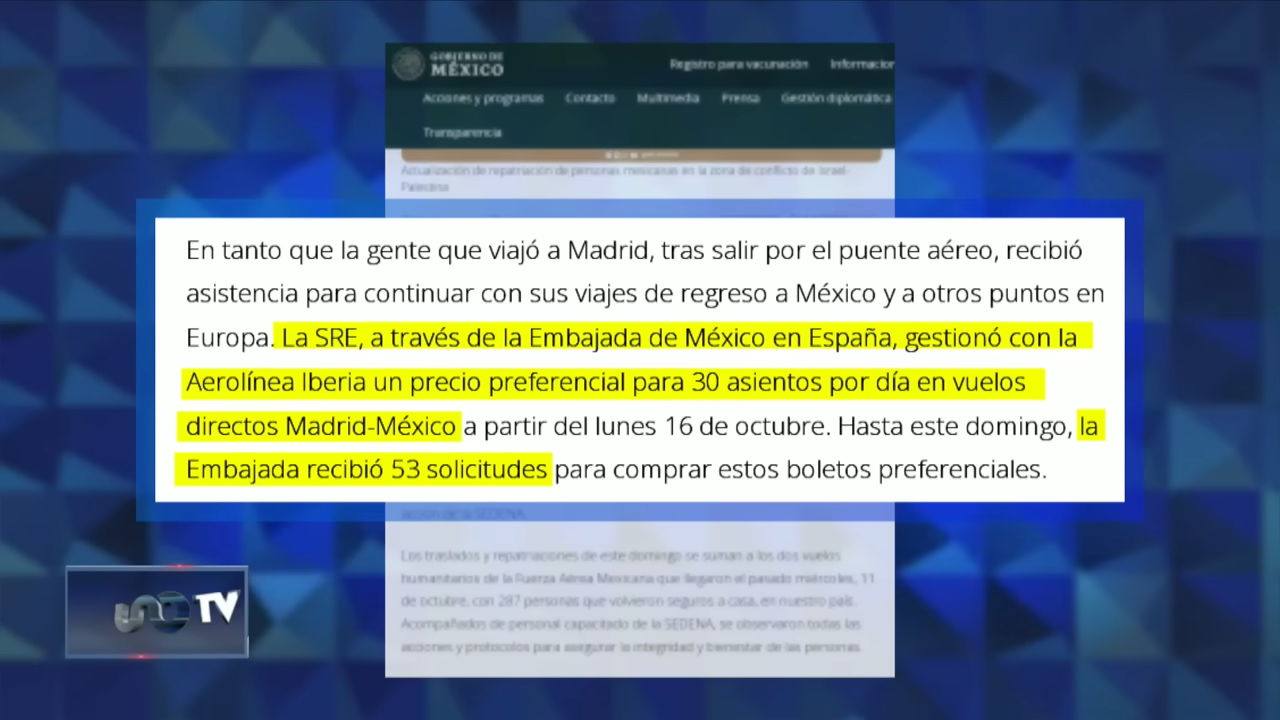 GOBIERNO DE
MÉXICO
Registro para vacunación Informacion
Acciones y programas Contacto Multimedia Prensa Gestión diplomática
Transparencia
Actualización de repatriación de personas mexicanas en la zona de conflicto de Israel-
Palestina
En tanto que la gente que viajó a Madrid, tras salir por el puente aéreo, recibió
asistencia para continuar con sus viajes de regreso a México y a otros puntos en
Europa. La SRE, a través de la Embajada de México en España, gestionó con la
Aerolínea Iberia un precio preferencial para 30 asientos por día en vuelos
directos Madrid-México a partir del lunes 16 de octubre. Hasta este domingo, la
Embajada recibió 53 solicitudes para comprar estos boletos preferenciales.
acción de la SEDENA.
Los traslados y repatriaciones de este domingo se suman a los dos vuelos
humanitarios de la Fuerza Aérea Mexicana que llegaron el pasado miércoles, 11
de octubre, con 287 personas que volvieron seguros a casa, en nuestro país.
Acompañados de personal capacitado de la SEDENA, se observaron todas las
acciones y protocolos para asegurar la integridad y bienestar de las personas.
uno TV